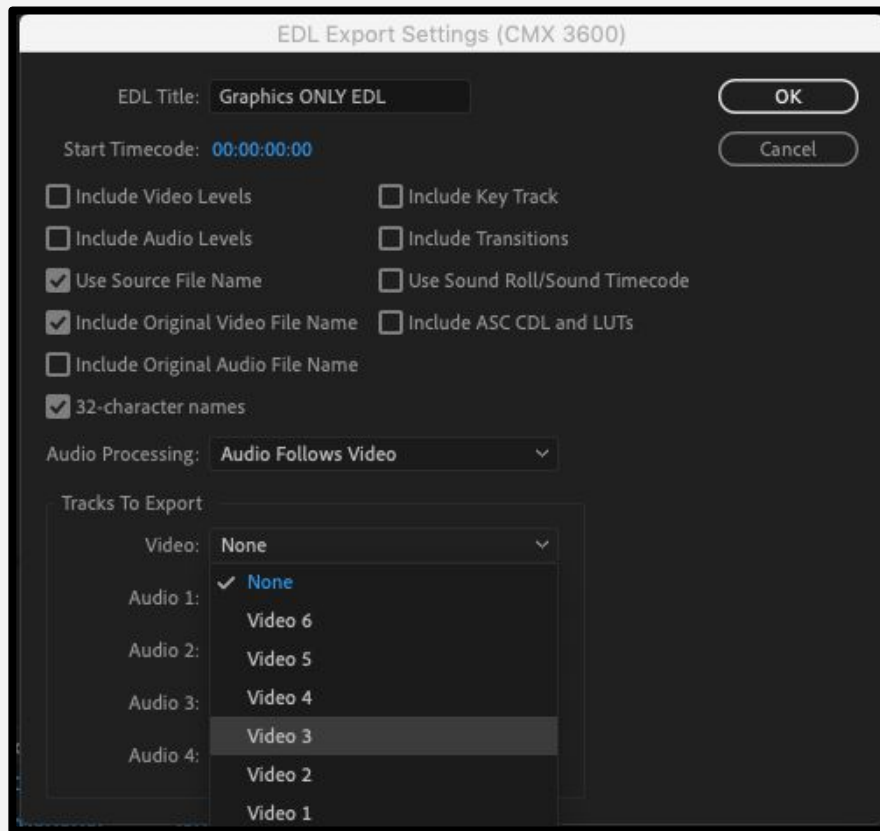 EDL Export Settings (CMX 3600)
EDL Title: Graphics ONLY EDL
OK
Start Timecode: 00:00:00:00
Cancel
Include Video Levels
Include Key Track
Include Audio Levels
Include Transitions
Use Source File Name
Use Sound Roll/Sound Timecode
Include Original Video File Name
Include ASC CDL and LUTs
Include Original Audio File Name
32-character names
Audio Processing: Audio Follows Video
Tracks To Export
Video: None
None
Audio 1:
Video 6
Audio 2:
Video 5
Video 4
Audio 3:
Video 3
Audio 4:
Video 2
Video 1